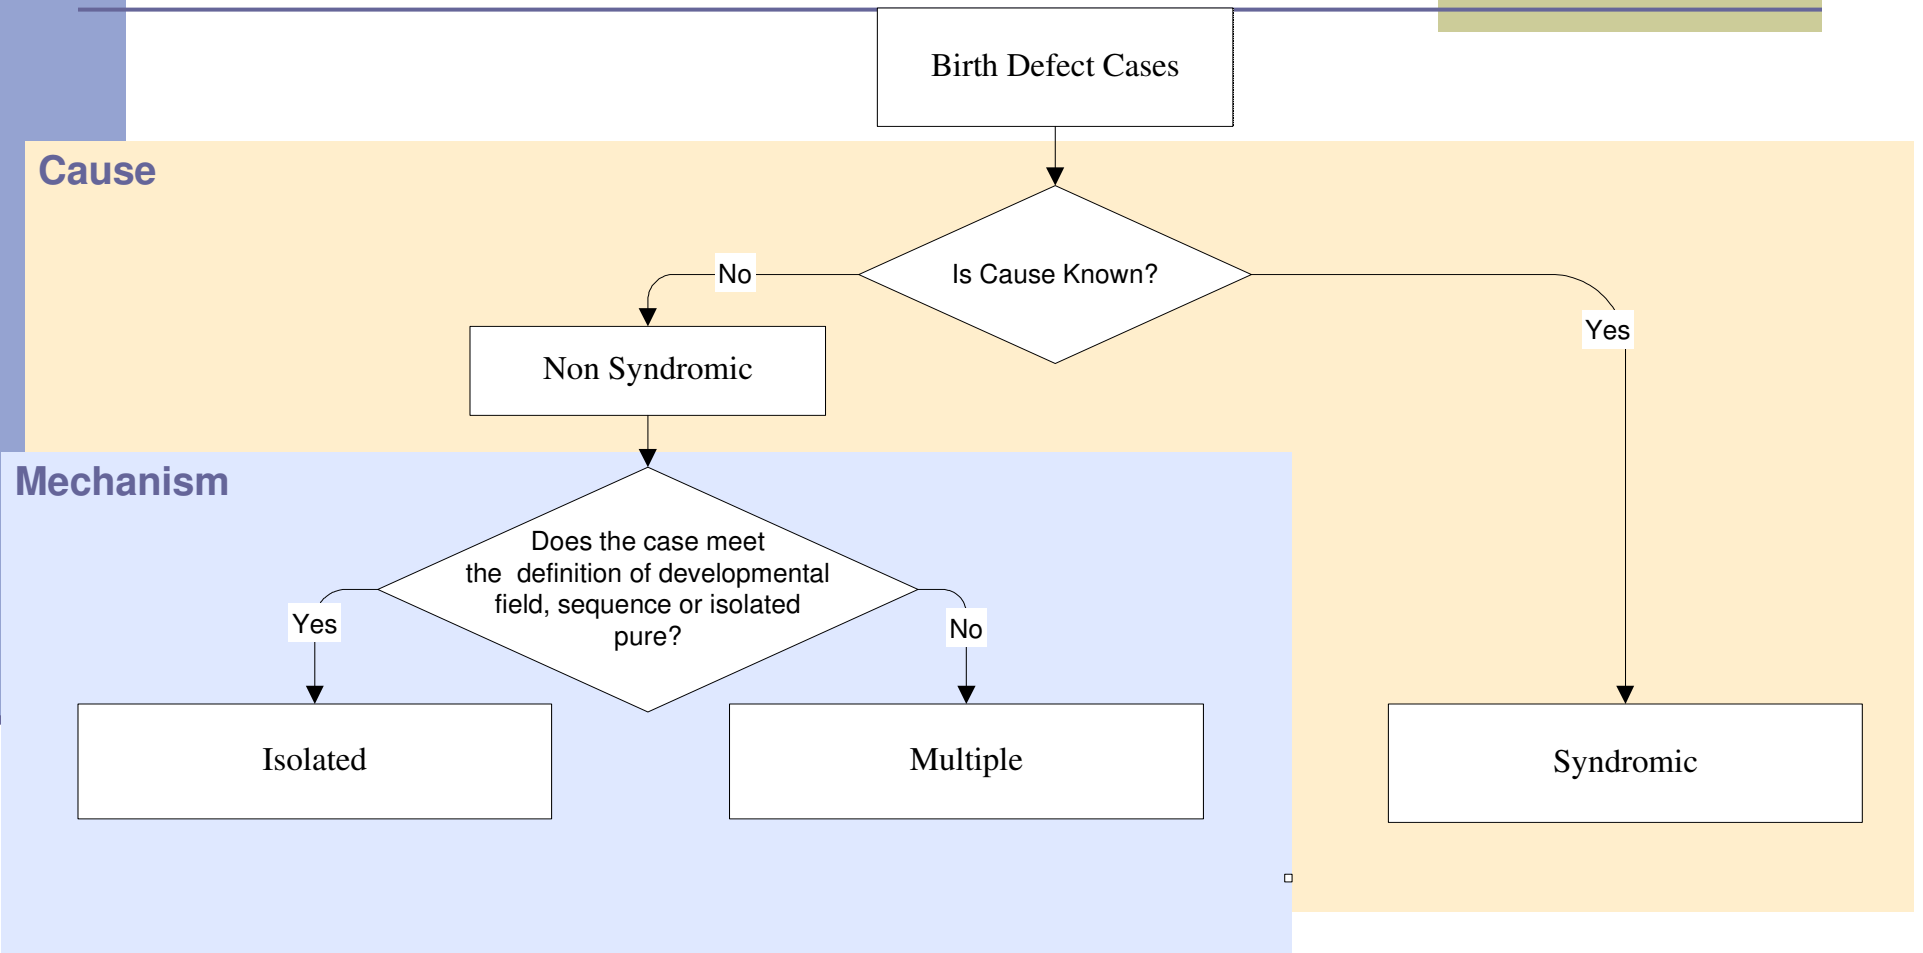 Birth Defect Cases
Cause
Is Cause Known?
No
Yes
Non Syndromic
Mechanism
Does the case meet
the definition of developmental
field, sequence or isolated
pure?
Yes
No
Isolated
Multiple
Syndromic